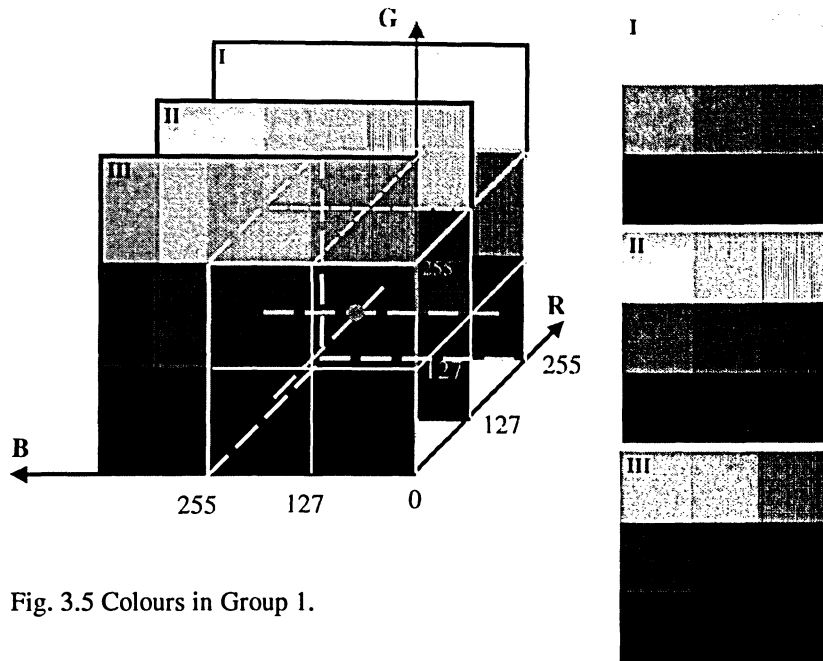 G
I
I
II
III
II
255
R
127
255
127
B
255
127
0
III
Fig. 3.5 Colours in Group 1.